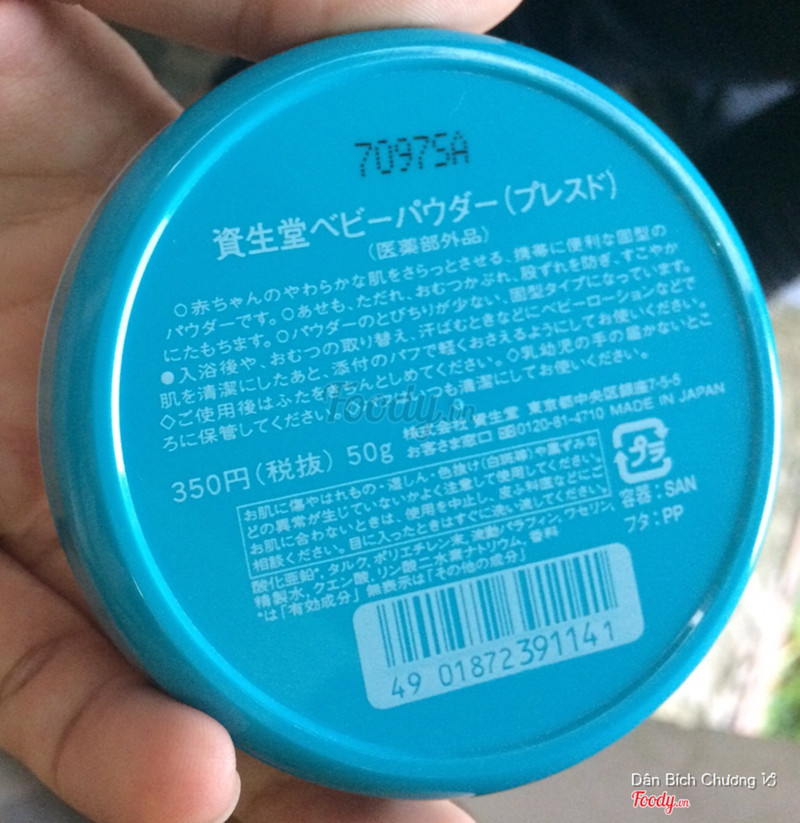 70975A
資生堂ベビーパウダー(プレスド)
(医薬部外品)
○赤ちゃんのやわらかな肌をさらっとさせる、携帯に便利な固型の
パウダーです。○あせも、ただれ、おむつかぶれ、股ずれを防ぎ、すこやか
にたもちます。○パウダーのとびちりが少ない、固型タイプになっています。
●入浴後や、おむつの取り替え、汗ばむときなどにベビーローションなどで
肌を清潔にしたあと、添付のパフで軽くおさえるようにしてお使いください。
◇ご使用後はふたをきちんとしめてください。◇乳幼児の手の届かないとこ
ろに保管してください。 いつも清潔にしてお使いください。
350円(税抜) 50g
株式会社 資生堂 東京都中央区銀座7-5-5
お客さま窓口 0120-81-4710 MADE IN JAPAN
お肌に傷やはれもの・湿しん・色抜け(白斑等)や黒ずみな
どの異常が生じていないかよく注意して使用してください。
お肌に合わないときは、使用を中止し、皮ふ科医などにご
相談ください。目に入ったときはすぐに洗い流してください。
プラ
容器:SAN
フタ:PP
酸化亜鉛*、タルク、ポリエチレン末、流動パラフィン、ワセリン、
精製水、クエン酸、リン酸二水素ナトリウム、香料
*は「有効成分」無表示は「その他の成分」
49 01872391141
Foody.vn
Dân Bích Chương
Foody.vn